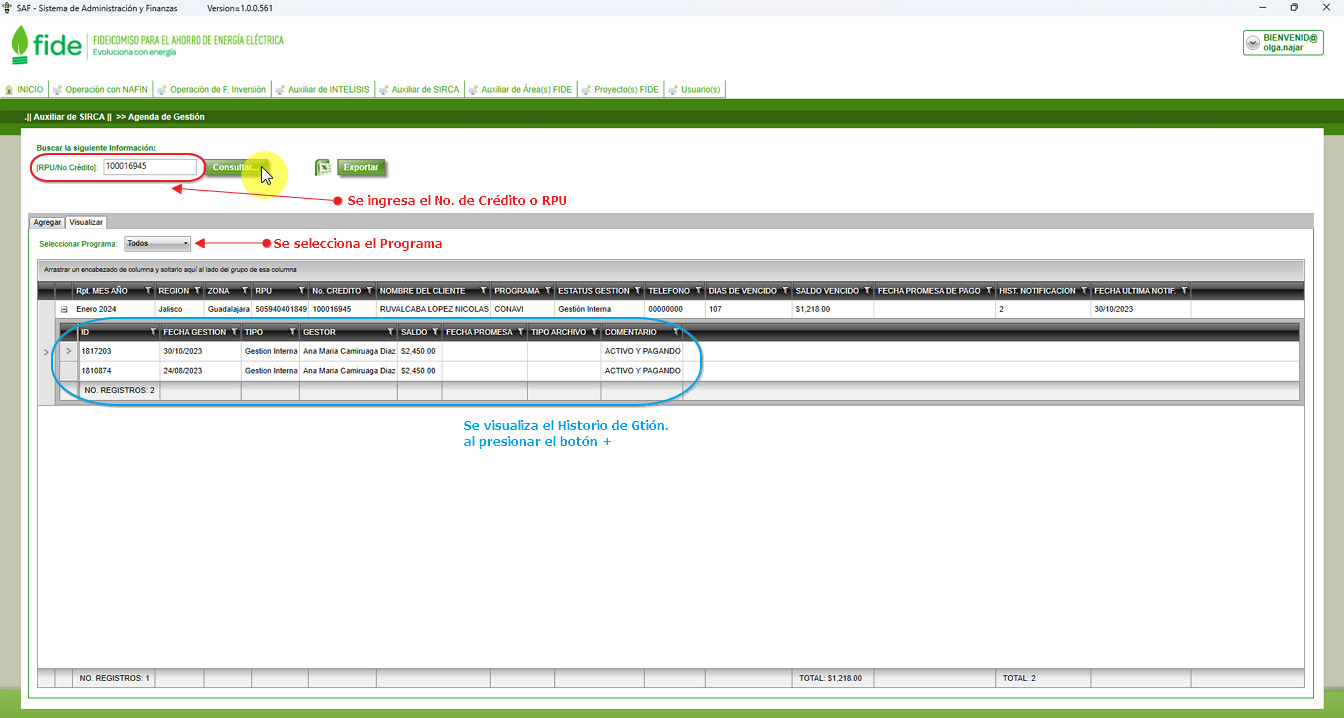 SAF - Sistema de Administración y Finanzas Version=1.0.0.561
fide FIDEICOMISO PARA EL AHORRO DE ENERGÍA ELÉCTRICA
Evoluciona con energía
BIENVENID@
olga.najar
INICIO Operación con NAFIN Operación de F. Inversión Auxiliar de INTELISIS Auxiliar de SIRCA Auxiliar de Área(s) FIDE Proyecto(s) FIDE Usuario(s)
.|| Auxiliar de SIRCA || >> Agenda de Gestión
Buscar la siguiente Información:
[RPU/No.Crédito]: 100016945 Consultar... Exportar
Se ingresa el No. de Crédito o RPU
Agregar Visualizar
Seleccionar Programa: Todos Se selecciona el Programa
Arrastrar un encabezado de columna y soltarlo aquí al lado del grupo de esa columna
Rpt. MES AÑO REGION ZONA RPU No. CREDITO NOMBRE DEL CLIENTE PROGRAMA ESTATUS GESTION TELEFONO DIAS DE VENCIDO SALDO VENCIDO FECHA PROMESA DE PAGO HIST. NOTIFICACION FECHA ULTIMA NOTIF.
Enero 2024 Jalisco Guadalajara 505940401849 100016945 RUVALCABA LOPEZ NICOLAS CONAVI Gestión Interna 00000000 107 $1,218.00 2 30/10/2023
ID FECHA GESTION TIPO GESTOR SALDO FECHA PROMESA TIPO ARCHIVO COMENTARIO
1817203 30/10/2023 Gestion Interna Ana Maria Camiruaga Diaz $2,450.00 ACTIVO Y PAGANDO
1810874 24/08/2023 Gestion Interna Ana Maria Camiruaga Diaz $2,450.00 ACTIVO Y PAGANDO
NO. REGISTROS: 2
Se visualiza el Historio de Gtión.
al presionar el botón +
NO. REGISTROS: 1 TOTAL: $1,218.00 TOTAL: 2